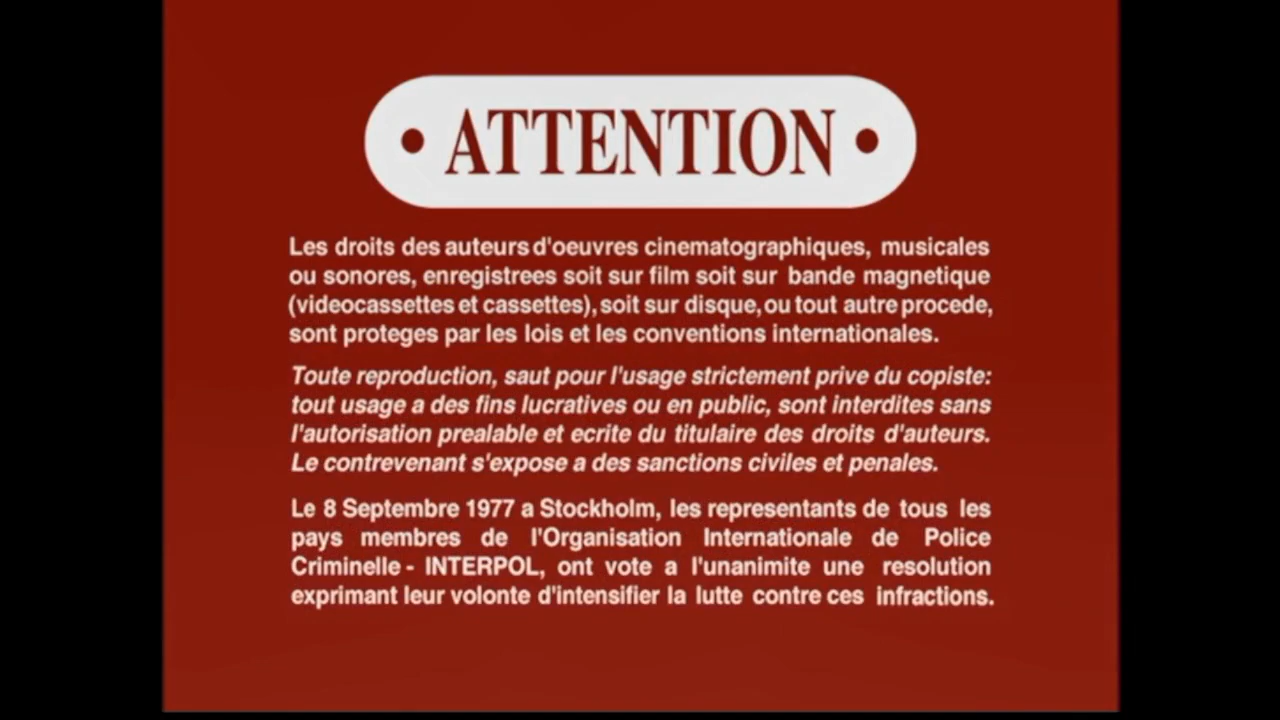 • ATTENTION •
Les droits des auteurs d'oeuvres cinematographiques, musicales
ou sonores, enregistrees soit sur film soit sur bande magnetique
(videocassettes et cassettes), soit sur disque, ou tout autre procede,
sont proteges par les lois et les conventions internationales.
Toute reproduction, saut pour l'usage strictement prive du copiste:
tout usage a des fins lucratives ou en public, sont interdites sans
l'autorisation prealable et ecrite du titulaire des droits d'auteurs.
Le contrevenant s'expose a des sanctions civiles et penales.
Le 8 Septembre 1977 a Stockholm, les representants de tous les
pays membres de l'Organisation Internationale de Police
Criminelle - INTERPOL, ont vote a l'unanimite une resolution
exprimant leur volonte d'intensifier la lutte contre ces infractions.